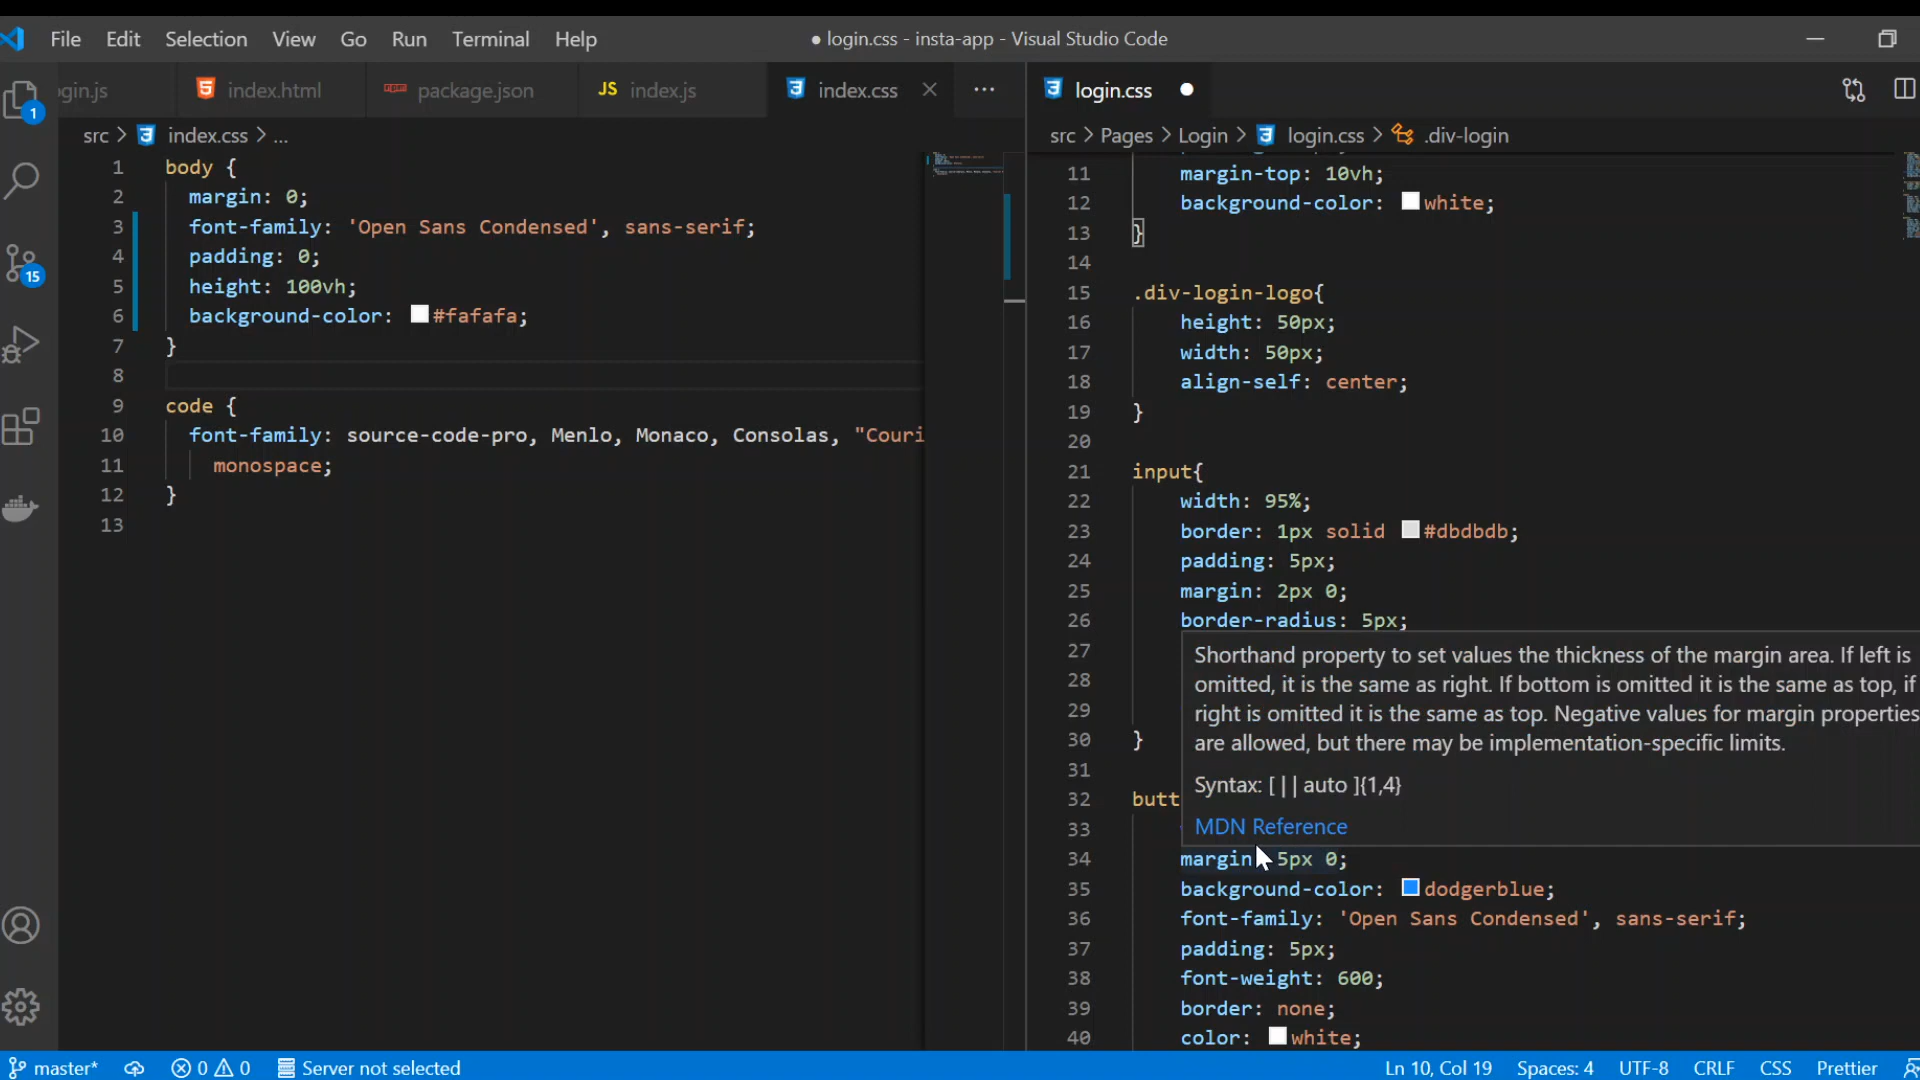 File Edit Selection View Go Run Terminal Help
● login.css - insta-app - Visual Studio Code
gin.js index.html package.json JS index.js index.css ...
login.css ●
src > index.css > ...
src > Pages > Login > login.css > .div-login
1 body {
2 margin: 0;
3 font-family: 'Open Sans Condensed', sans-serif;
4 padding: 0;
5 height: 100vh;
6 background-color: #fafafa;
7 }
8
9 code {
10 font-family: source-code-pro, Menlo, Monaco, Consolas, "Couri
11 monospace;
12 }
13
11 margin-top: 10vh;
12 background-color: white;
13 }
14
15 .div-login-logo{
16 height: 50px;
17 width: 50px;
18 align-self: center;
19 }
20
21 input{
22 width: 95%;
23 border: 1px solid #dbdbdb;
24 padding: 5px;
25 margin: 2px 0;
26 border-radius: 5px;
27
28
29
30 }
31
32 butt
33
Shorthand property to set values the thickness of the margin area. If left is
omitted, it is the same as right. If bottom is omitted it is the same as top, if
right is omitted it is the same as top. Negative values for margin properties
are allowed, but there may be implementation-specific limits.
Syntax: [ | | auto ]{1,4}
MDN Reference
34 margin: 5px 0;
35 background-color: dodgerblue;
36 font-family: 'Open Sans Condensed', sans-serif;
37 padding: 5px;
38 font-weight: 600;
39 border: none;
40 color: white;
1
15
master* 0 0 Server not selected
Ln 10, Col 19 Spaces: 4 UTF-8 CRLF CSS Prettier